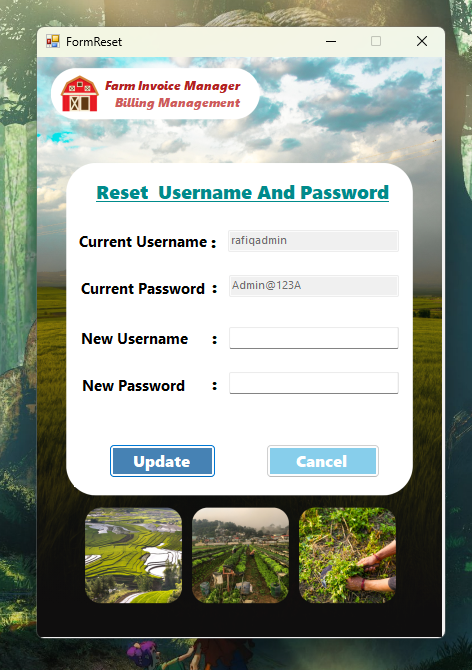 FormReset
Farm Invoice Manager
Billing Management
Reset Username And Password
Current Username : rafiqadmin
Current Password : Admin@123A
New Username :
New Password :
Update Cancel